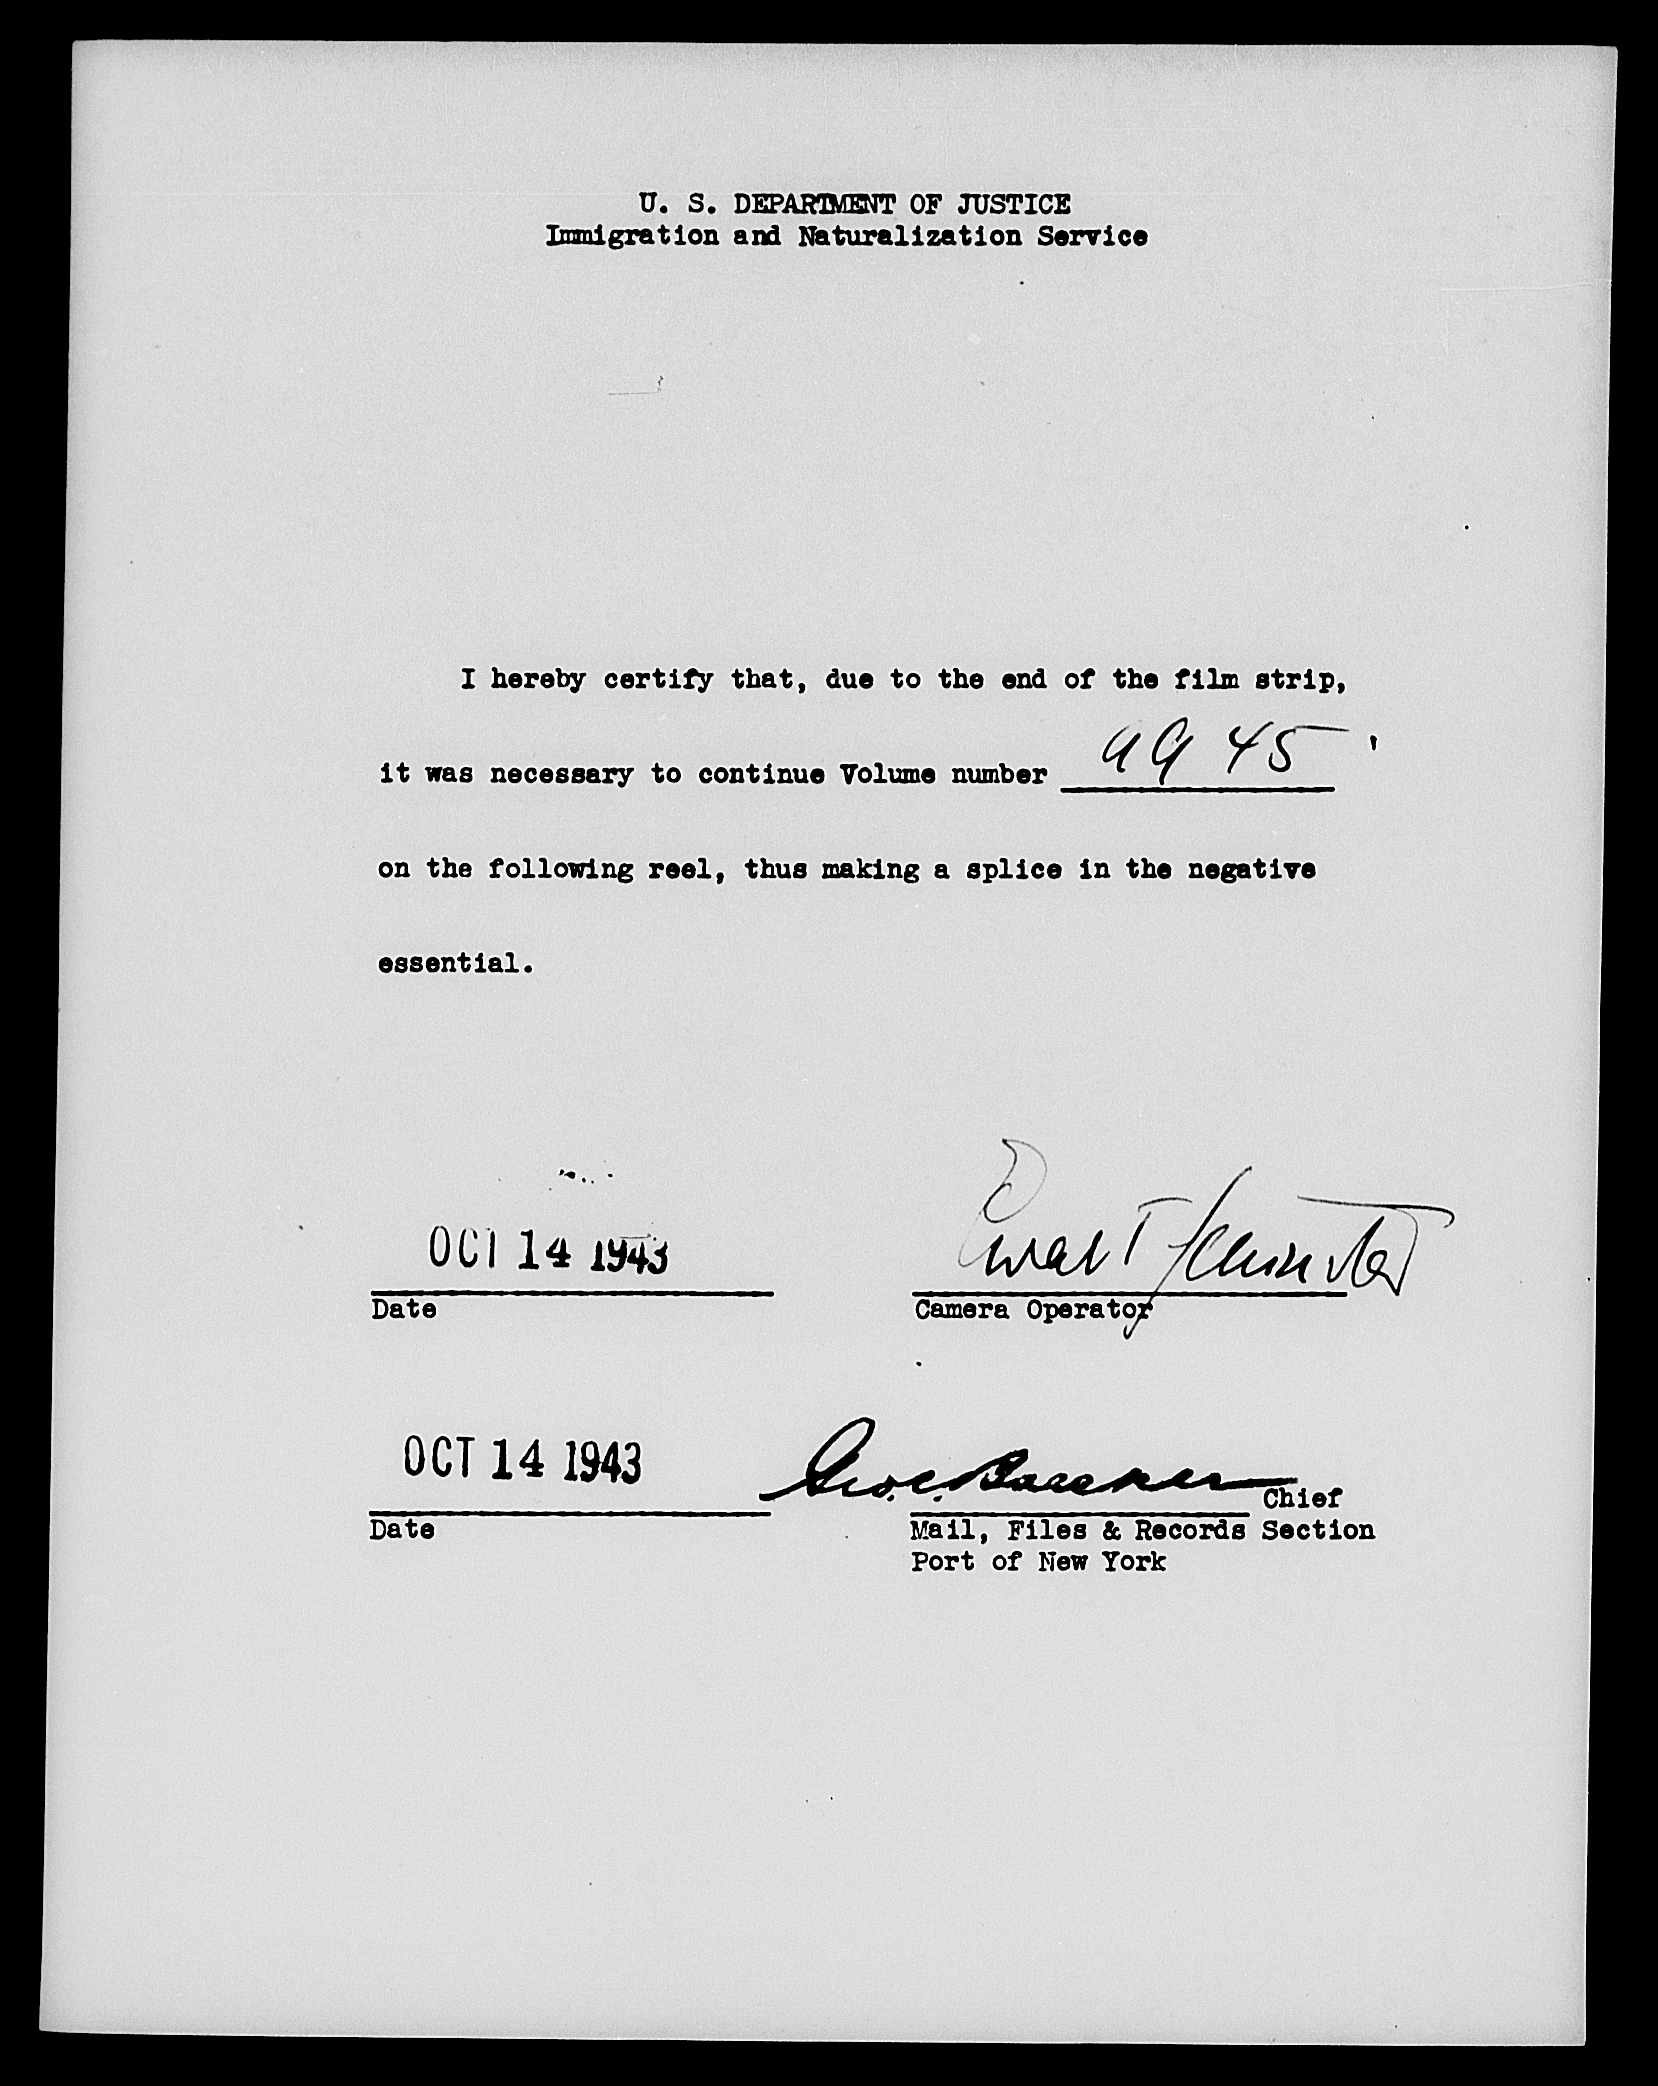 U. S. DEPARTMENT OF JUSTICE
Immigration and Naturalization Service
I hereby certify that, due to the end of the film strip,
it was necessary to continue Volume number 9945
on the following reel, thus making a splice in the negative
essential.
OCT 14 1943
Date
Camera Operator
OCT 14 1943
Geo. C.
Chief
Date
Mail, Files & Records Section
Port of New York